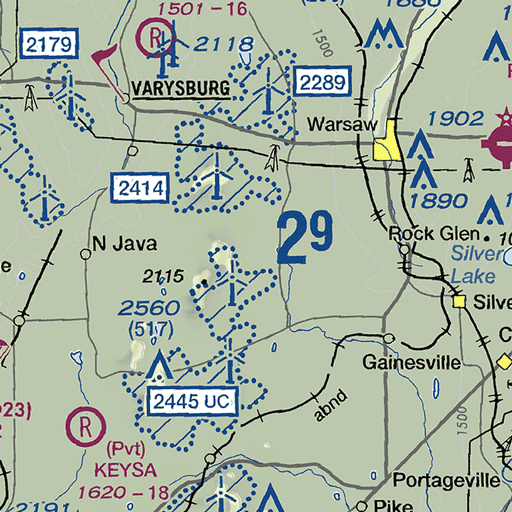 1501 - 16
R
2179
2118
1500
1880
2289
VARYSBURG
Warsaw
1902
2414
1890
29
N Java
Rock Glen
Silver
Lake
2115
2560
(517)
Silve
Gainesville
2445 UC
abnd
R
(Pvt)
KEYSA
1620 - 18
1500
Portageville
2191
Pike